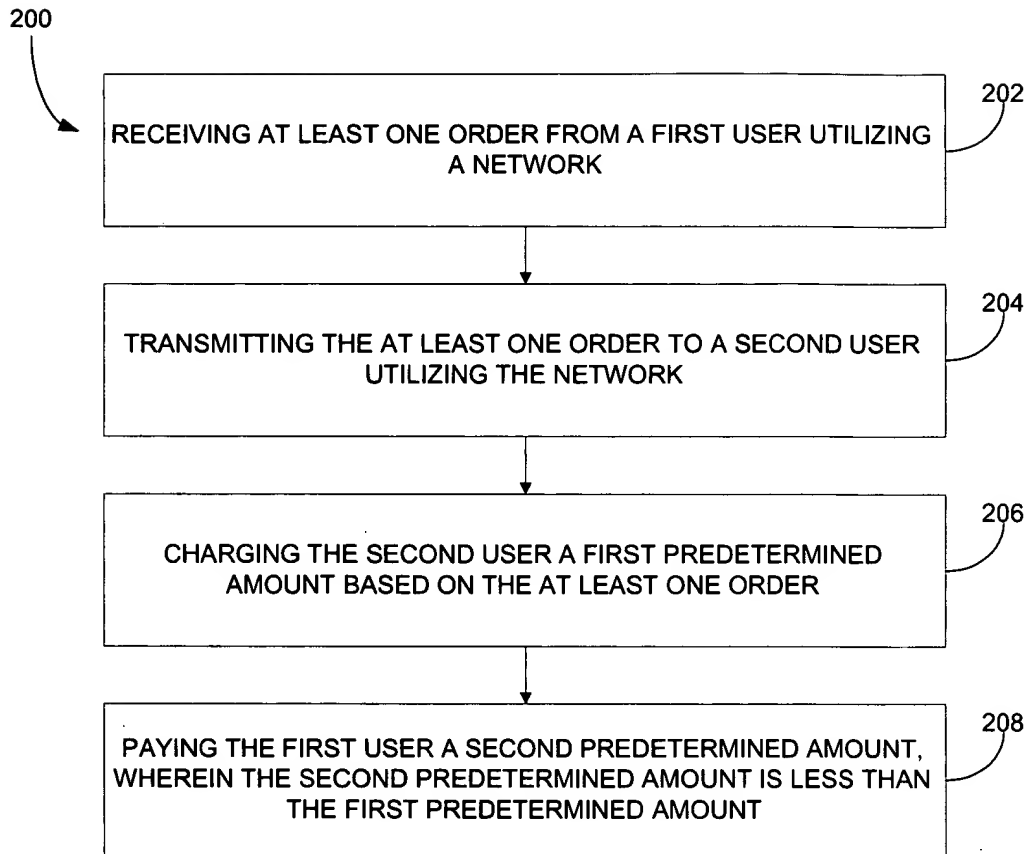 200
202
RECEIVING AT LEAST ONE ORDER FROM A FIRST USER UTILIZING
A NETWORK
204
TRANSMITTING THE AT LEAST ONE ORDER TO A SECOND USER
UTILIZING THE NETWORK
206
CHARGING THE SECOND USER A FIRST PREDETERMINED
AMOUNT BASED ON THE AT LEAST ONE ORDER
208
PAYING THE FIRST USER A SECOND PREDETERMINED AMOUNT,
WHEREIN THE SECOND PREDETERMINED AMOUNT IS LESS THAN
THE FIRST PREDETERMINED AMOUNT